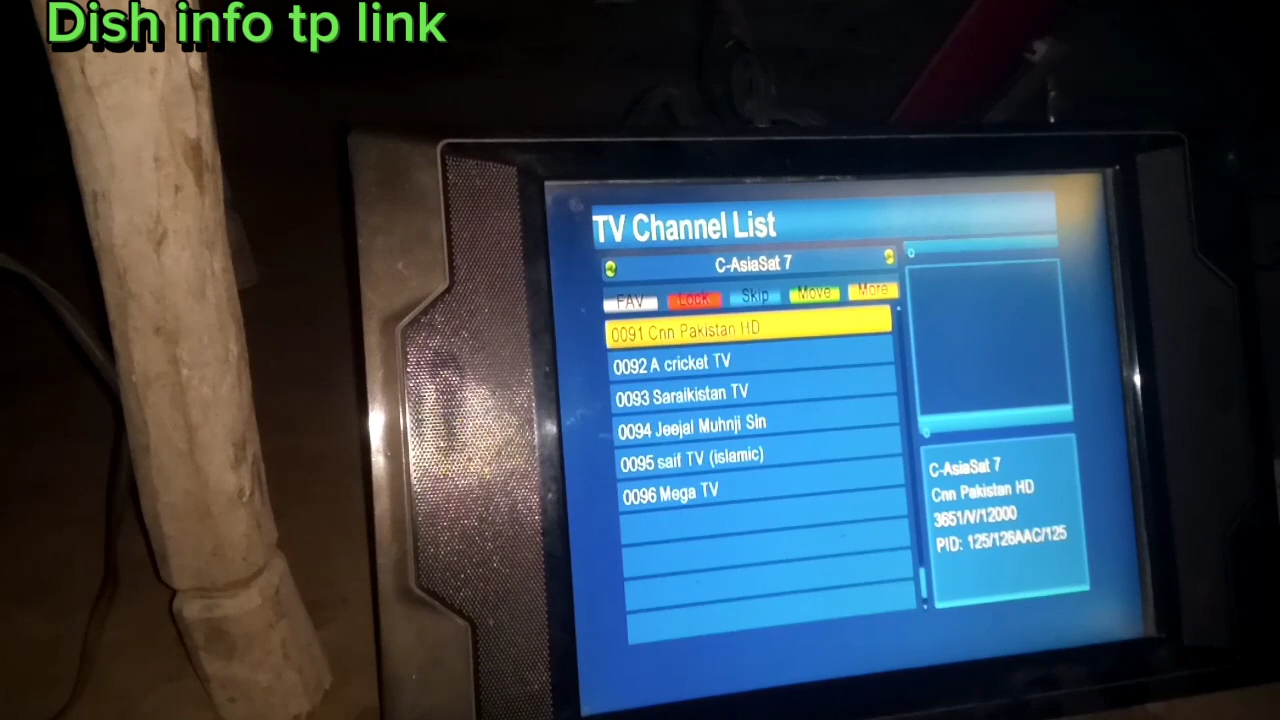 Dish info tp link
TV Channel List
C-AsiaSat 7
FAV Lock Skip Move More
0091 Cnn Pakistan HD
0092 A cricket TV
0093 Saraikistan TV
0094 Jeejal Muhnji Sin
0095 saif TV (islamic)
0096 Mega TV
C-AsiaSat 7
Cnn Pakistan HD
3651/V/12000
PID: 125/126AAC/125